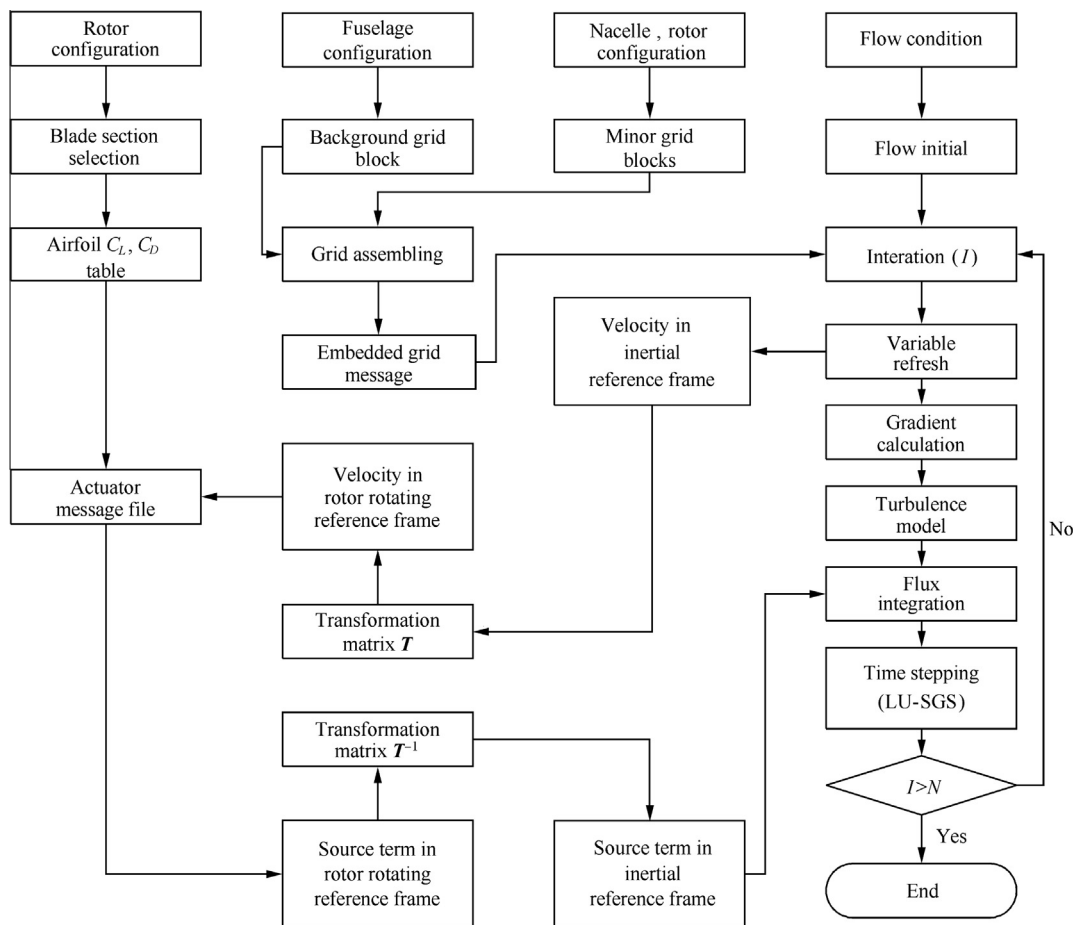 Rotor
configuration
Fuselage
configuration
Nacelle , rotor
configuration
Flow condition
Blade section
selection
Background grid
block
Minor grid
blocks
Flow initial
Airfoil C_L, C_D
table
Grid assembling
Interation (I)
Embedded grid
message
Velocity in
inertial
reference frame
Variable
refresh
Gradient
calculation
Actuator
message file
Velocity in
rotor rotating
reference frame
Turbulence
model
No
Transformation
matrix T
Flux
integration
Time stepping
(LU-SGS)
Transformation
matrix T⁻¹
I>N
Yes
Source term in
rotor rotating
reference frame
Source term in
inertial
reference frame
End